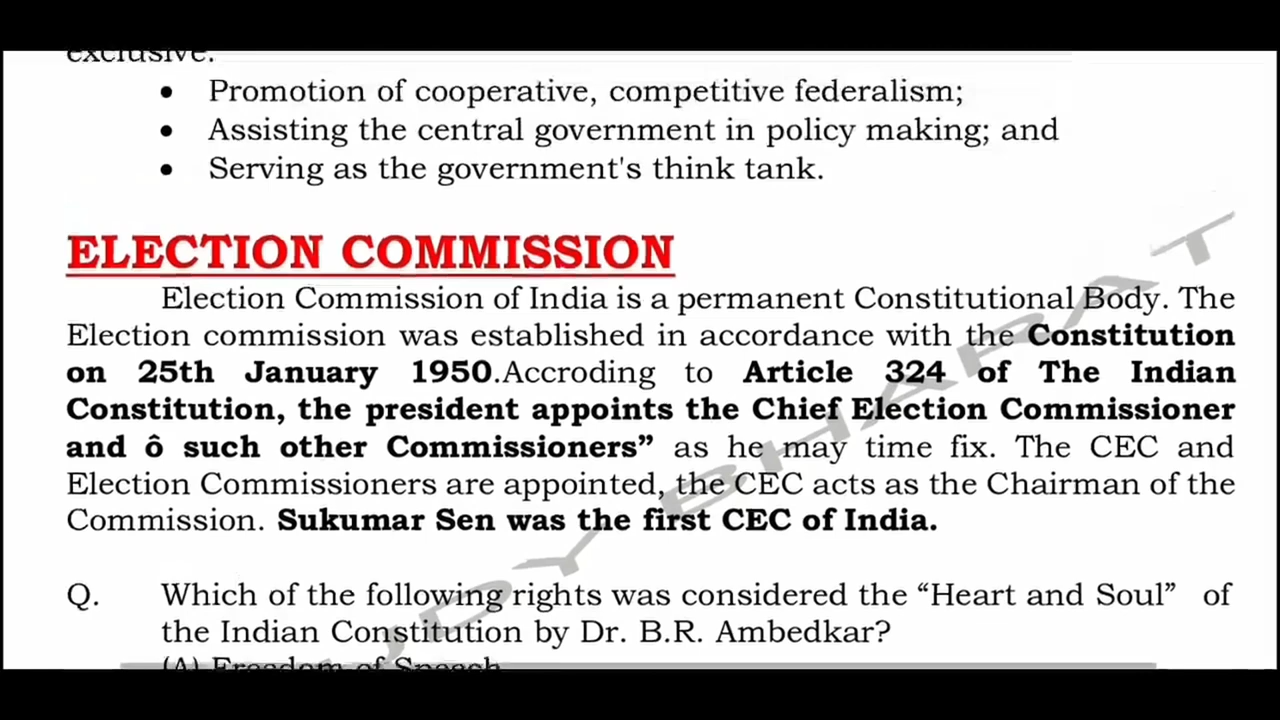 exclusive.
• Promotion of cooperative, competitive federalism;
• Assisting the central government in policy making; and
• Serving as the government's think tank.
ELECTION COMMISSION
Election Commission of India is a permanent Constitutional Body. The
Election commission was established in accordance with the Constitution
on 25th January 1950.Accroding to Article 324 of The Indian
Constitution, the president appoints the Chief Election Commissioner
and ô such other Commissioners” as he may time fix. The CEC and
Election Commissioners are appointed, the CEC acts as the Chairman of the
Commission. Sukumar Sen was the first CEC of India.
Q. Which of the following rights was considered the “Heart and Soul” of
the Indian Constitution by Dr. B.R. Ambedkar?
(A) Freedom of Speech
BHARAT